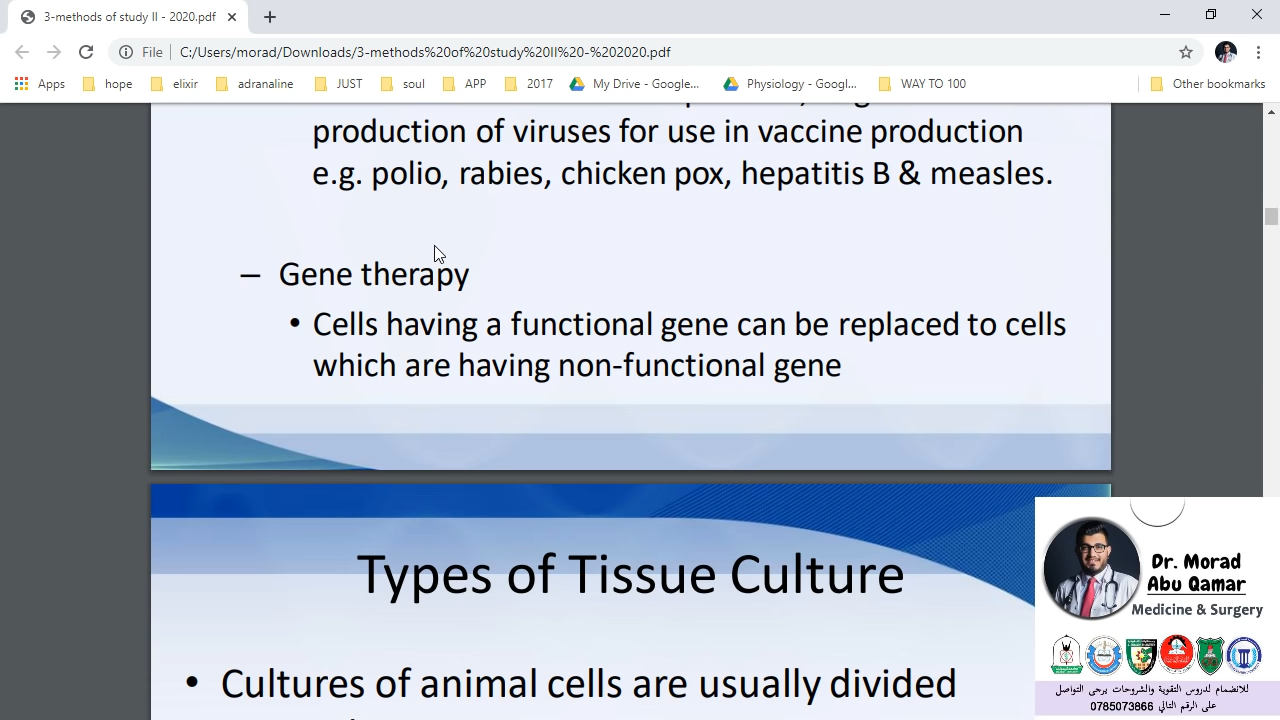 3-methods of study II - 2020.pdf
File
C:/Users/morad/Downloads/3-methods%20of%20study%20II%20-%202020.pdf
Apps
hope
elixir
adranaline
JUST
soul
APP
2017
My Drive - Google...
Physiology - Googl...
WAY TO 100
Other bookmarks
production of viruses for use in vaccine production
e.g. polio, rabies, chicken pox, hepatitis B & measles.
– Gene therapy
• Cells having a functional gene can be replaced to cells
which are having non-functional gene
Types of Tissue Culture
• Cultures of animal cells are usually divided
Dr. Morad
Abu Qamar
Medicine & Surgery
للانضمام لدروس التقوية والشروحات يرجى التواصل
على الرقم التالي 0785073866